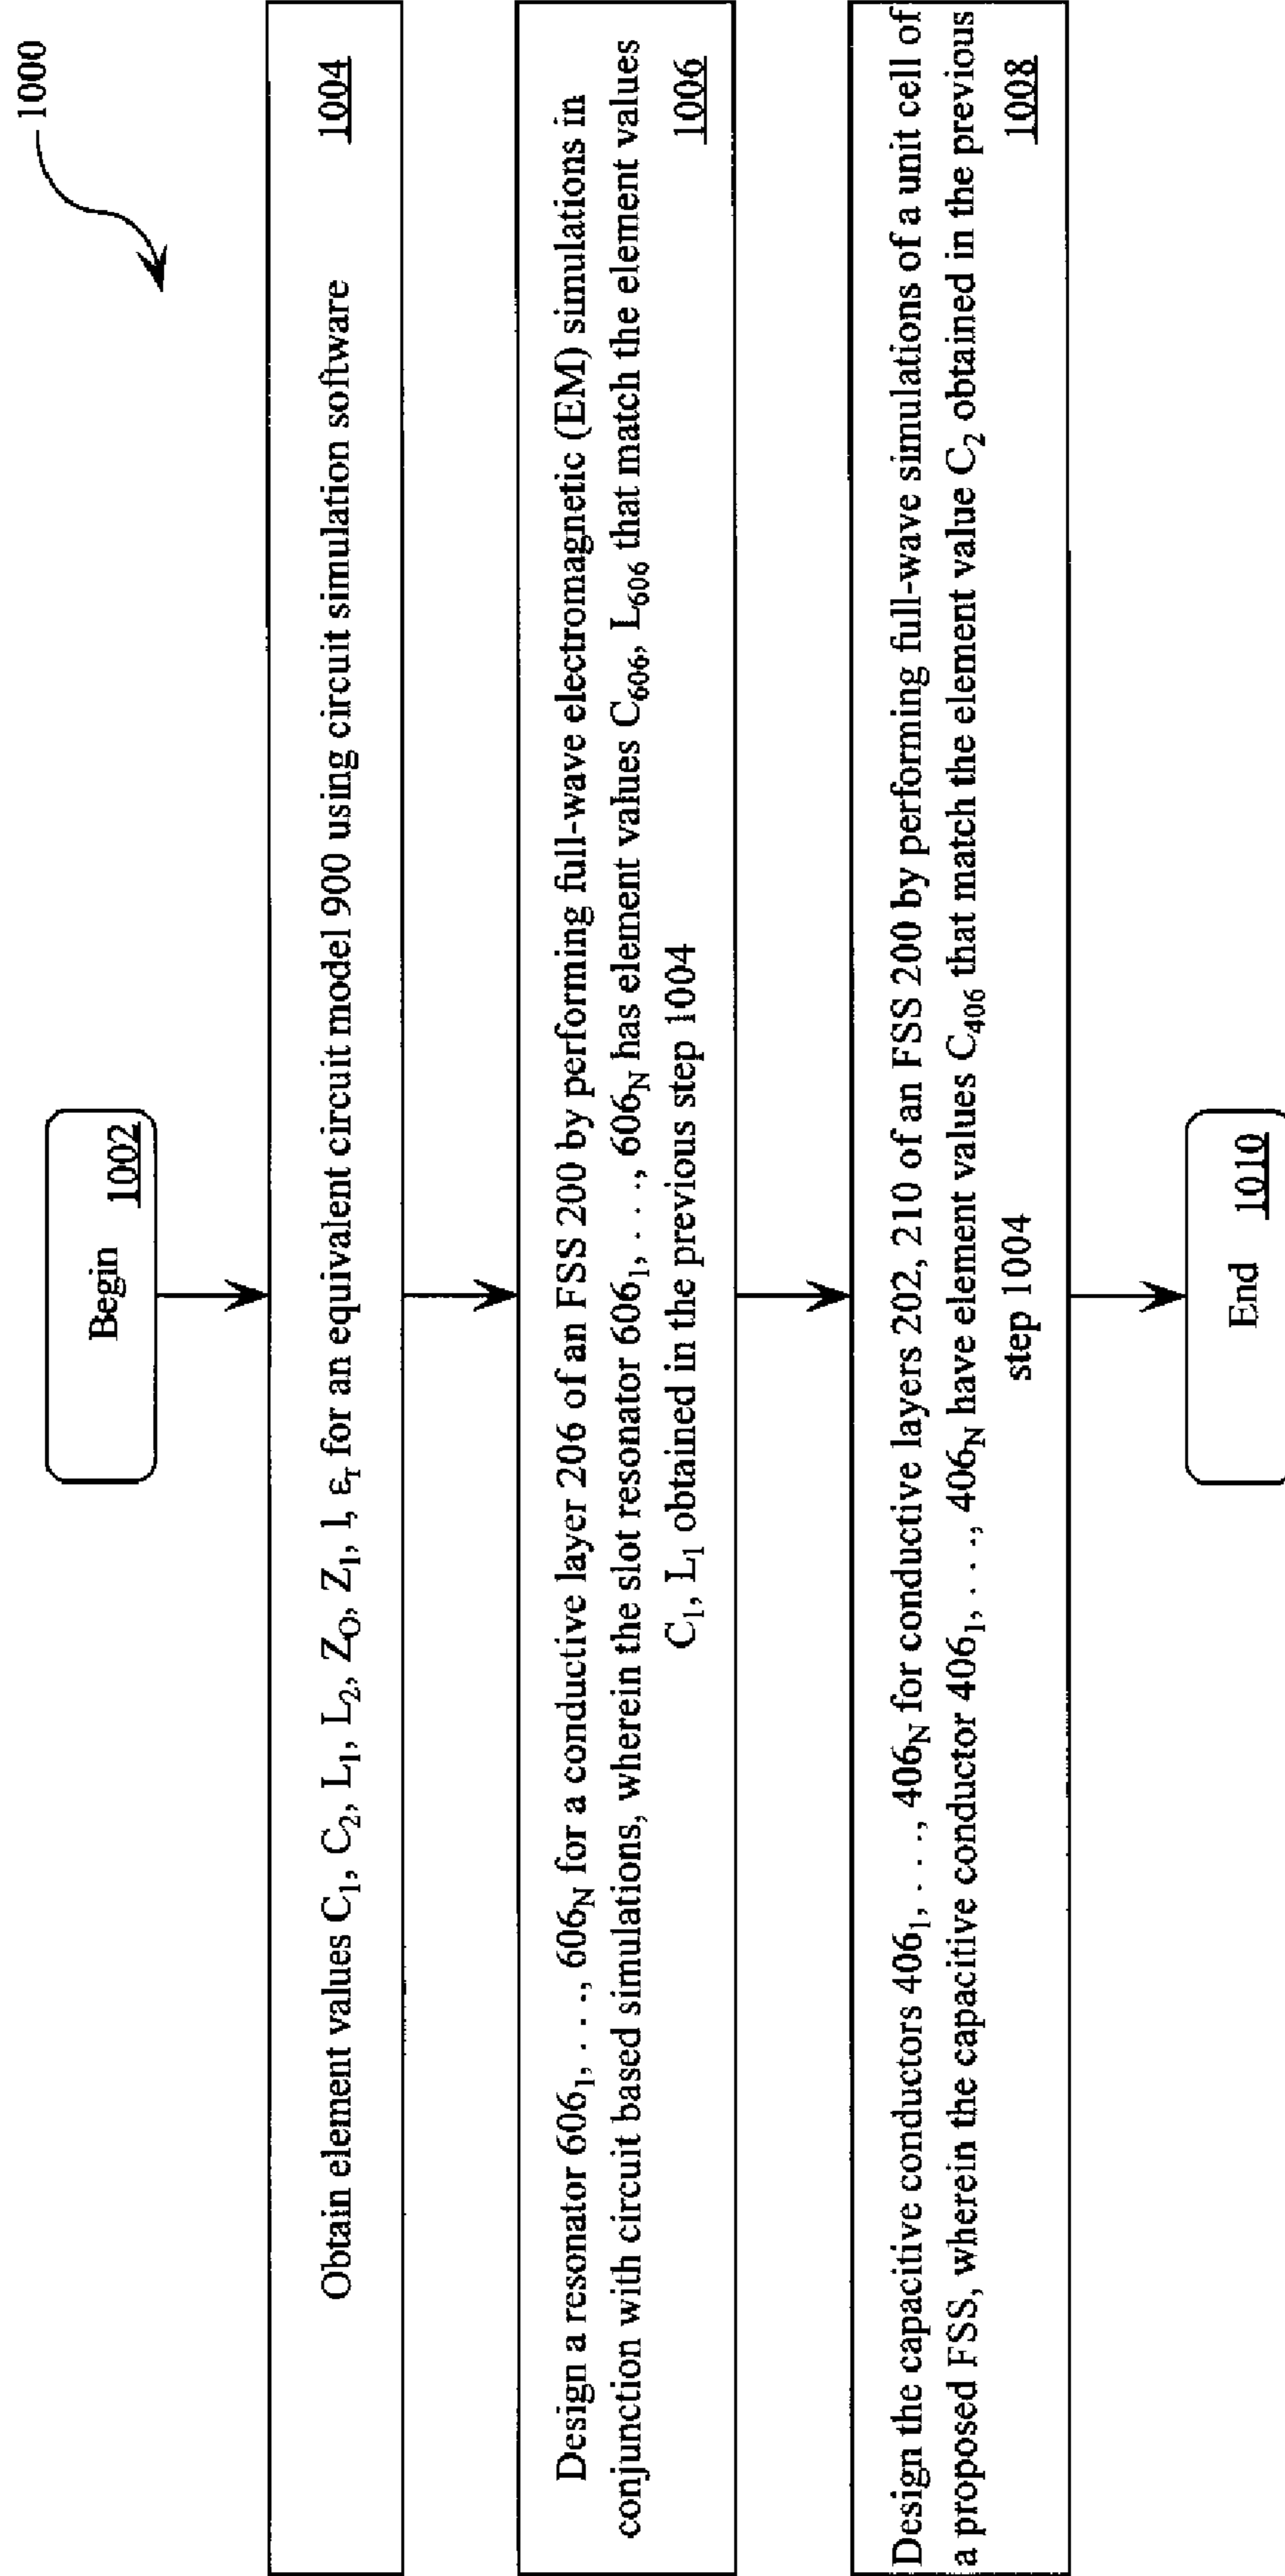 1000
Begin
1002
Obtain element values C₁, C₂, L₁, L₂, Z₀, Z₁, l, εᵣ for an equivalent circuit model 900 using circuit simulation software
1004
Design a resonator 606₁, . . ., 606_N for a conductive layer 206 of an FSS 200 by performing full-wave electromagnetic (EM) simulations in
conjunction with circuit based simulations, wherein the slot resonator 606₁, . . ., 606_N has element values C₆₀₆, L₆₀₆ that match the element values
C₁, L₁ obtained in the previous step 1004
1006
Design the capacitive conductors 406₁, . . ., 406_N for conductive layers 202, 210 of an FSS 200 by performing full-wave simulations of a unit cell of
a proposed FSS, wherein the capacitive conductor 406₁, . . ., 406_N have element values C₄₀₆ that match the element value C₂ obtained in the previous
step 1004
1008
End
1010